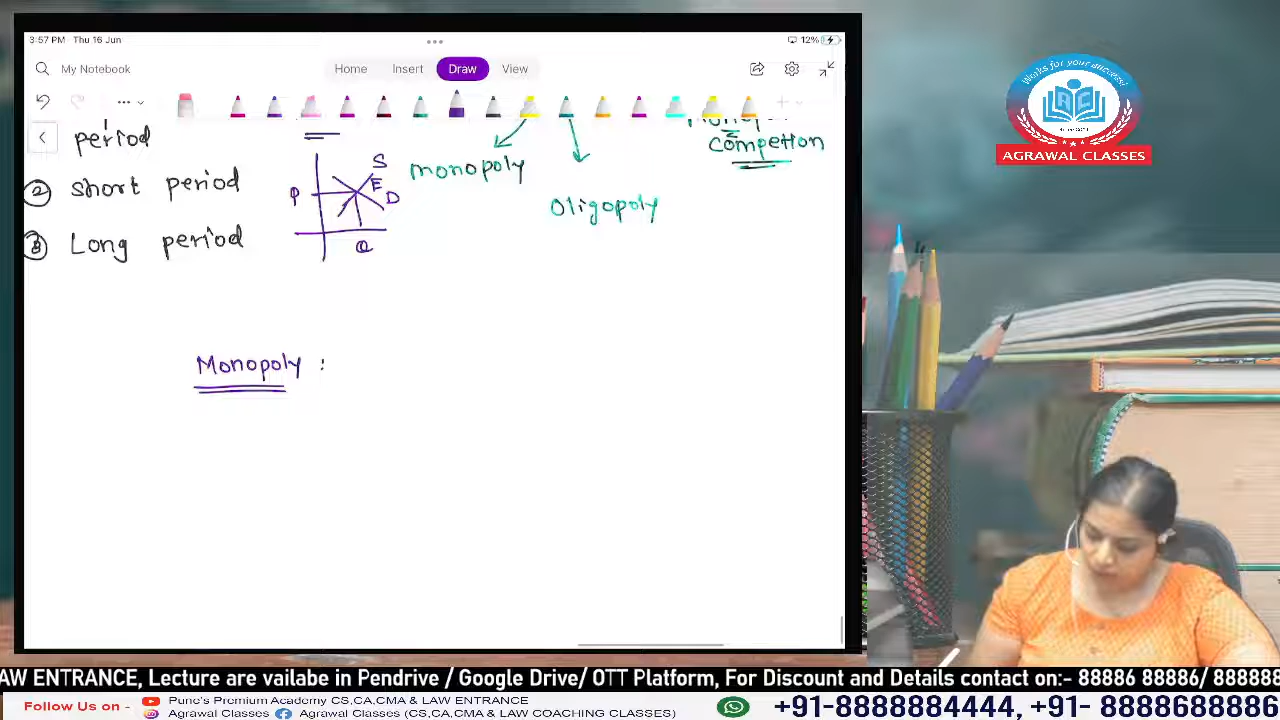 3:57 PM Thu 16 Jun
12%
My Notebook
Home Insert Draw View
period
② short period
③ Long period
P
S
E
D
Q
monopoly
oligopoly
competion
Monopoly :
Works for your success!
AC
AGRAWAL CLASSES
AW ENTRANCE, Lecture are vailabe in Pendrive / Google Drive/ OTT Platform, For Discount and Details contact on:- 88886 88886/ 888888
Follow Us on -
Pune's Premium Academy CS,CA,CMA & LAW ENTRANCE
Agrawal Classes
Agrawal Classes (CS,CA,CMA & LAW COACHING CLASSES)
+91-8888884444, +91- 8888688886